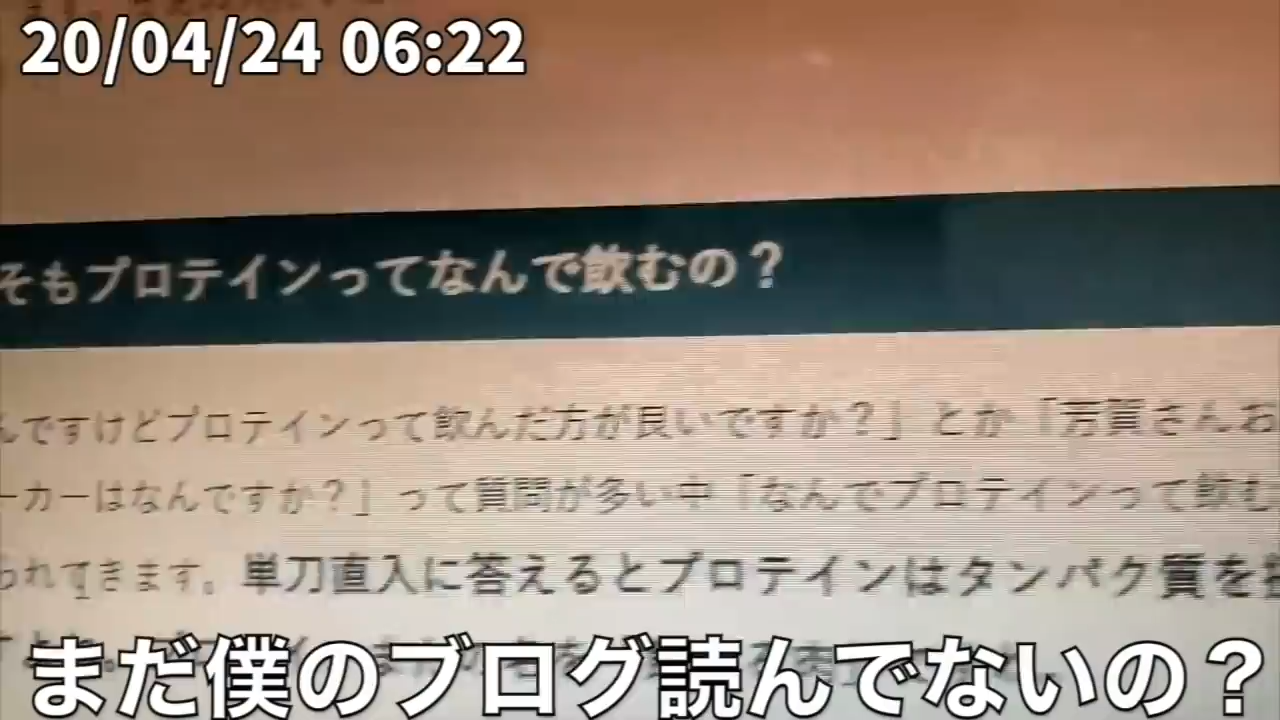 20/04/24 06:22
そもプロテインってなんで飲むの？
んですけどプロテインって飲んだ方が良いですか？」とか「芳賀さんお
ーカーはなんですか？」って質問が多い中「なんでプロテインって飲む
われてきます。単刀直入に答えるとプロテインはタンパク質を
まだ僕のブログ読んでないの？